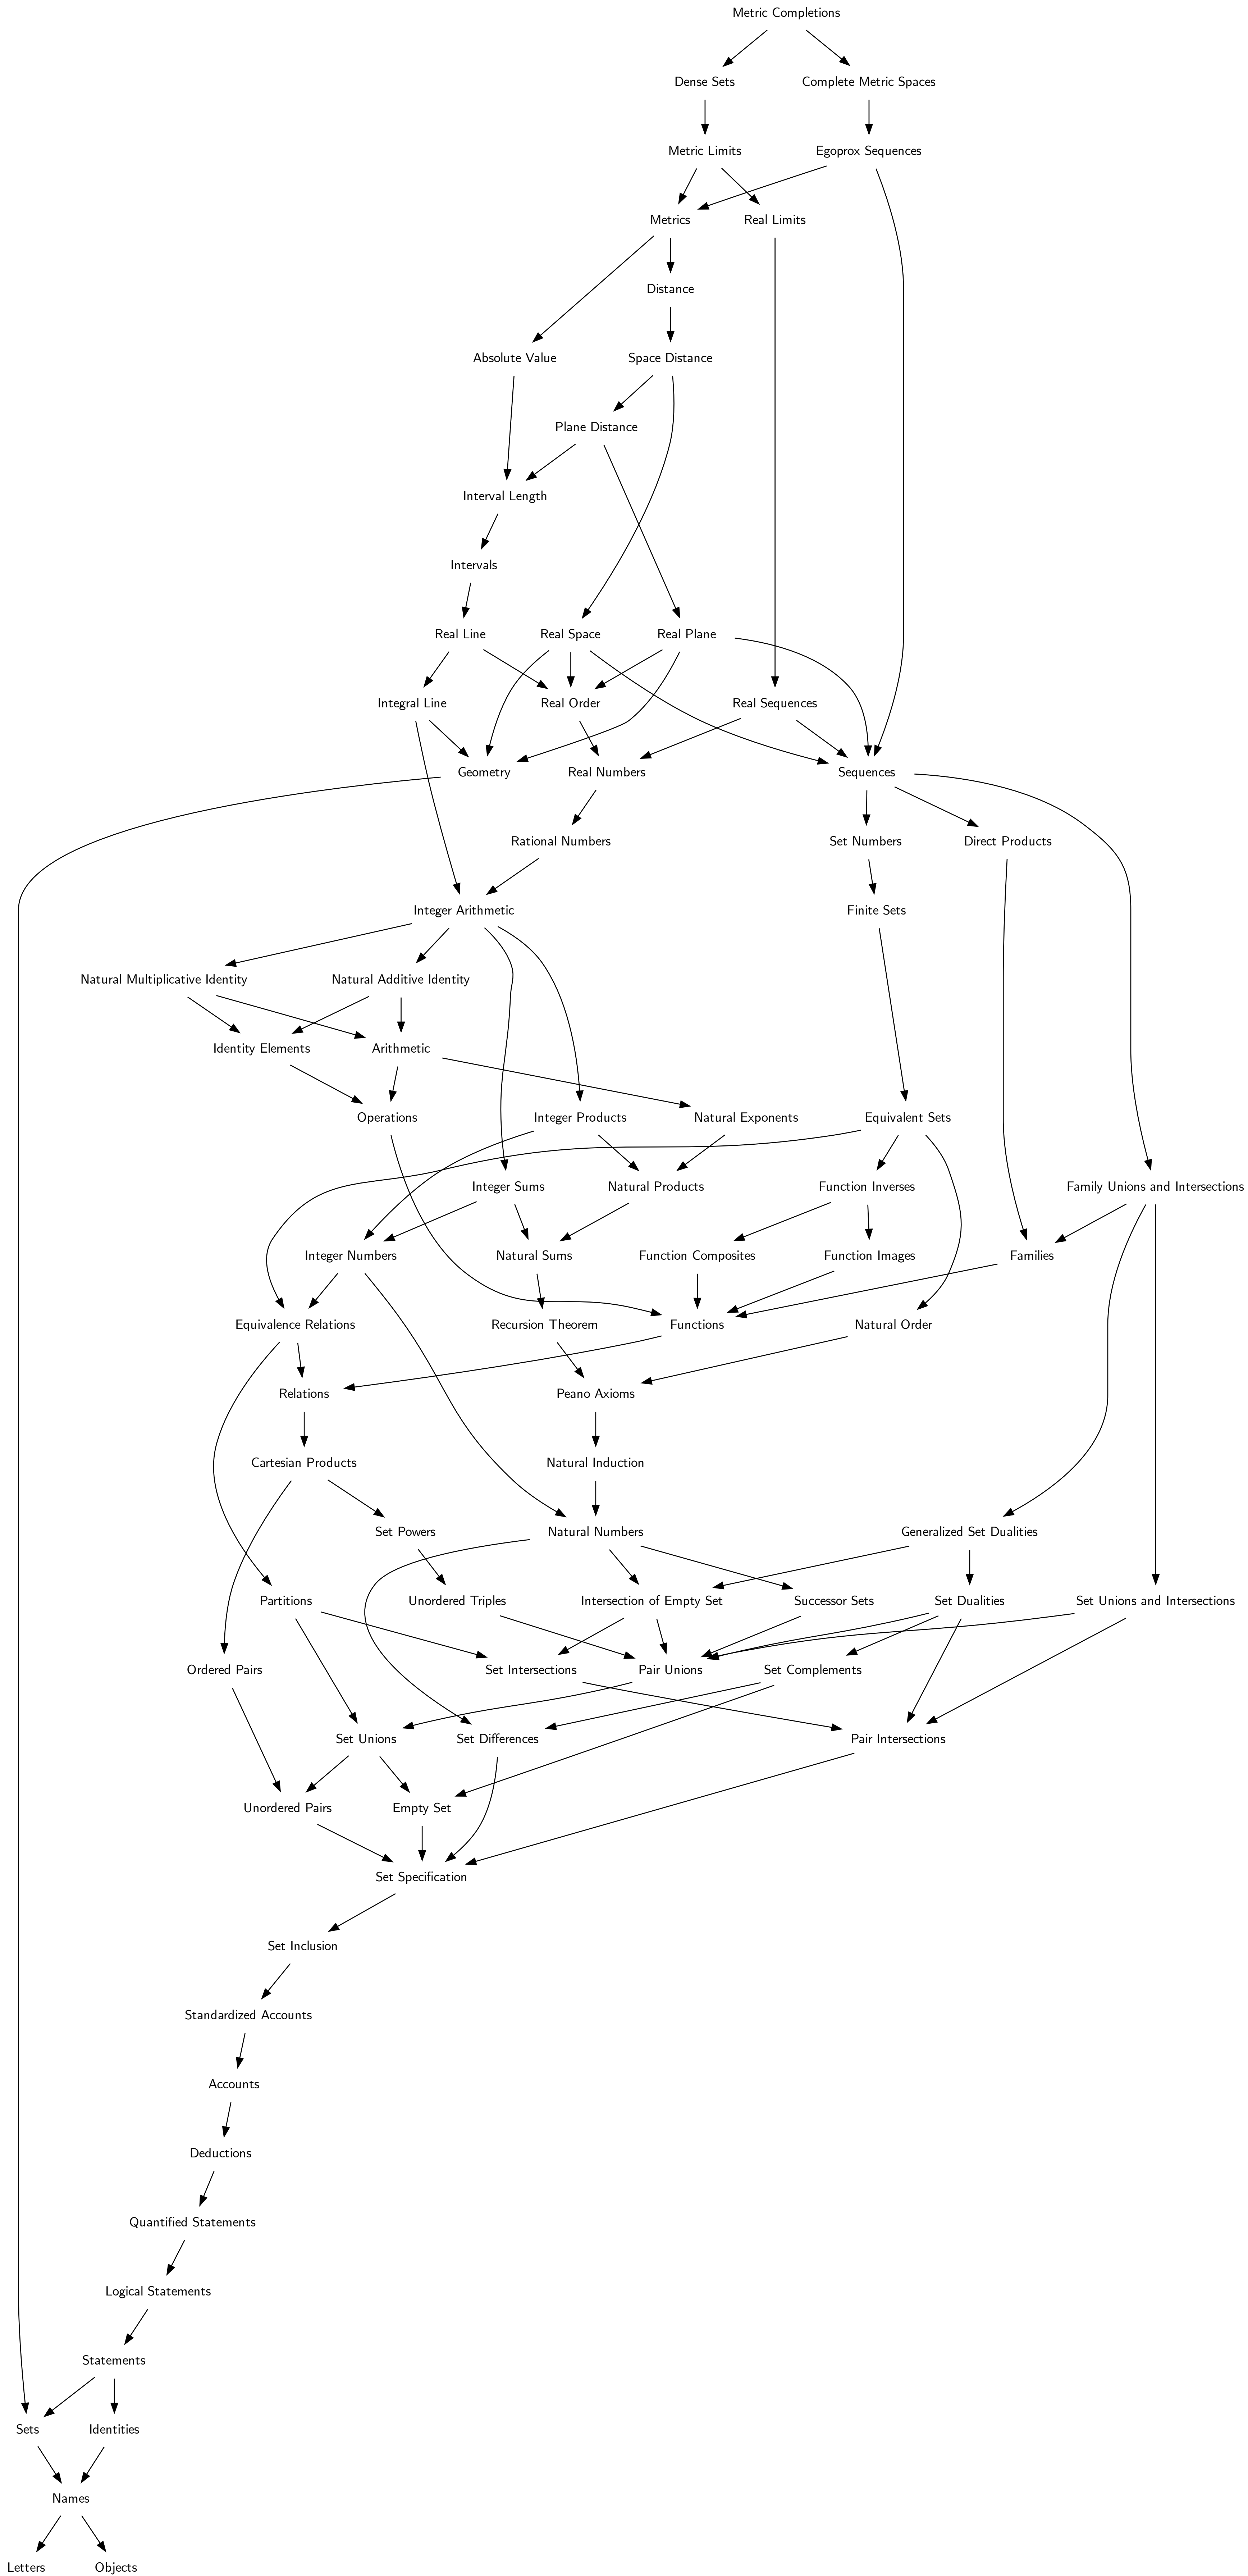 Metric Completions
Dense Sets
Complete Metric Spaces
Metric Limits
Egoprox Sequences
Metrics
Real Limits
Distance
Absolute Value
Space Distance
Plane Distance
Interval Length
Intervals
Real Line
Real Space
Real Plane
Integral Line
Real Order
Real Sequences
Geometry
Real Numbers
Sequences
Rational Numbers
Set Numbers
Direct Products
Integer Arithmetic
Finite Sets
Natural Multiplicative Identity
Natural Additive Identity
Identity Elements
Arithmetic
Operations
Integer Products
Natural Exponents
Equivalent Sets
Integer Sums
Natural Products
Function Inverses
Family Unions and Intersections
Integer Numbers
Natural Sums
Function Composites
Function Images
Families
Equivalence Relations
Recursion Theorem
Functions
Natural Order
Relations
Peano Axioms
Cartesian Products
Natural Induction
Set Powers
Natural Numbers
Generalized Set Dualities
Partitions
Unordered Triples
Intersection of Empty Set
Successor Sets
Set Dualities
Set Unions and Intersections
Ordered Pairs
Set Intersections
Pair Unions
Set Complements
Set Unions
Set Differences
Pair Intersections
Unordered Pairs
Empty Set
Set Specification
Set Inclusion
Standardized Accounts
Accounts
Deductions
Quantified Statements
Logical Statements
Statements
Sets
Identities
Names
Letters
Objects